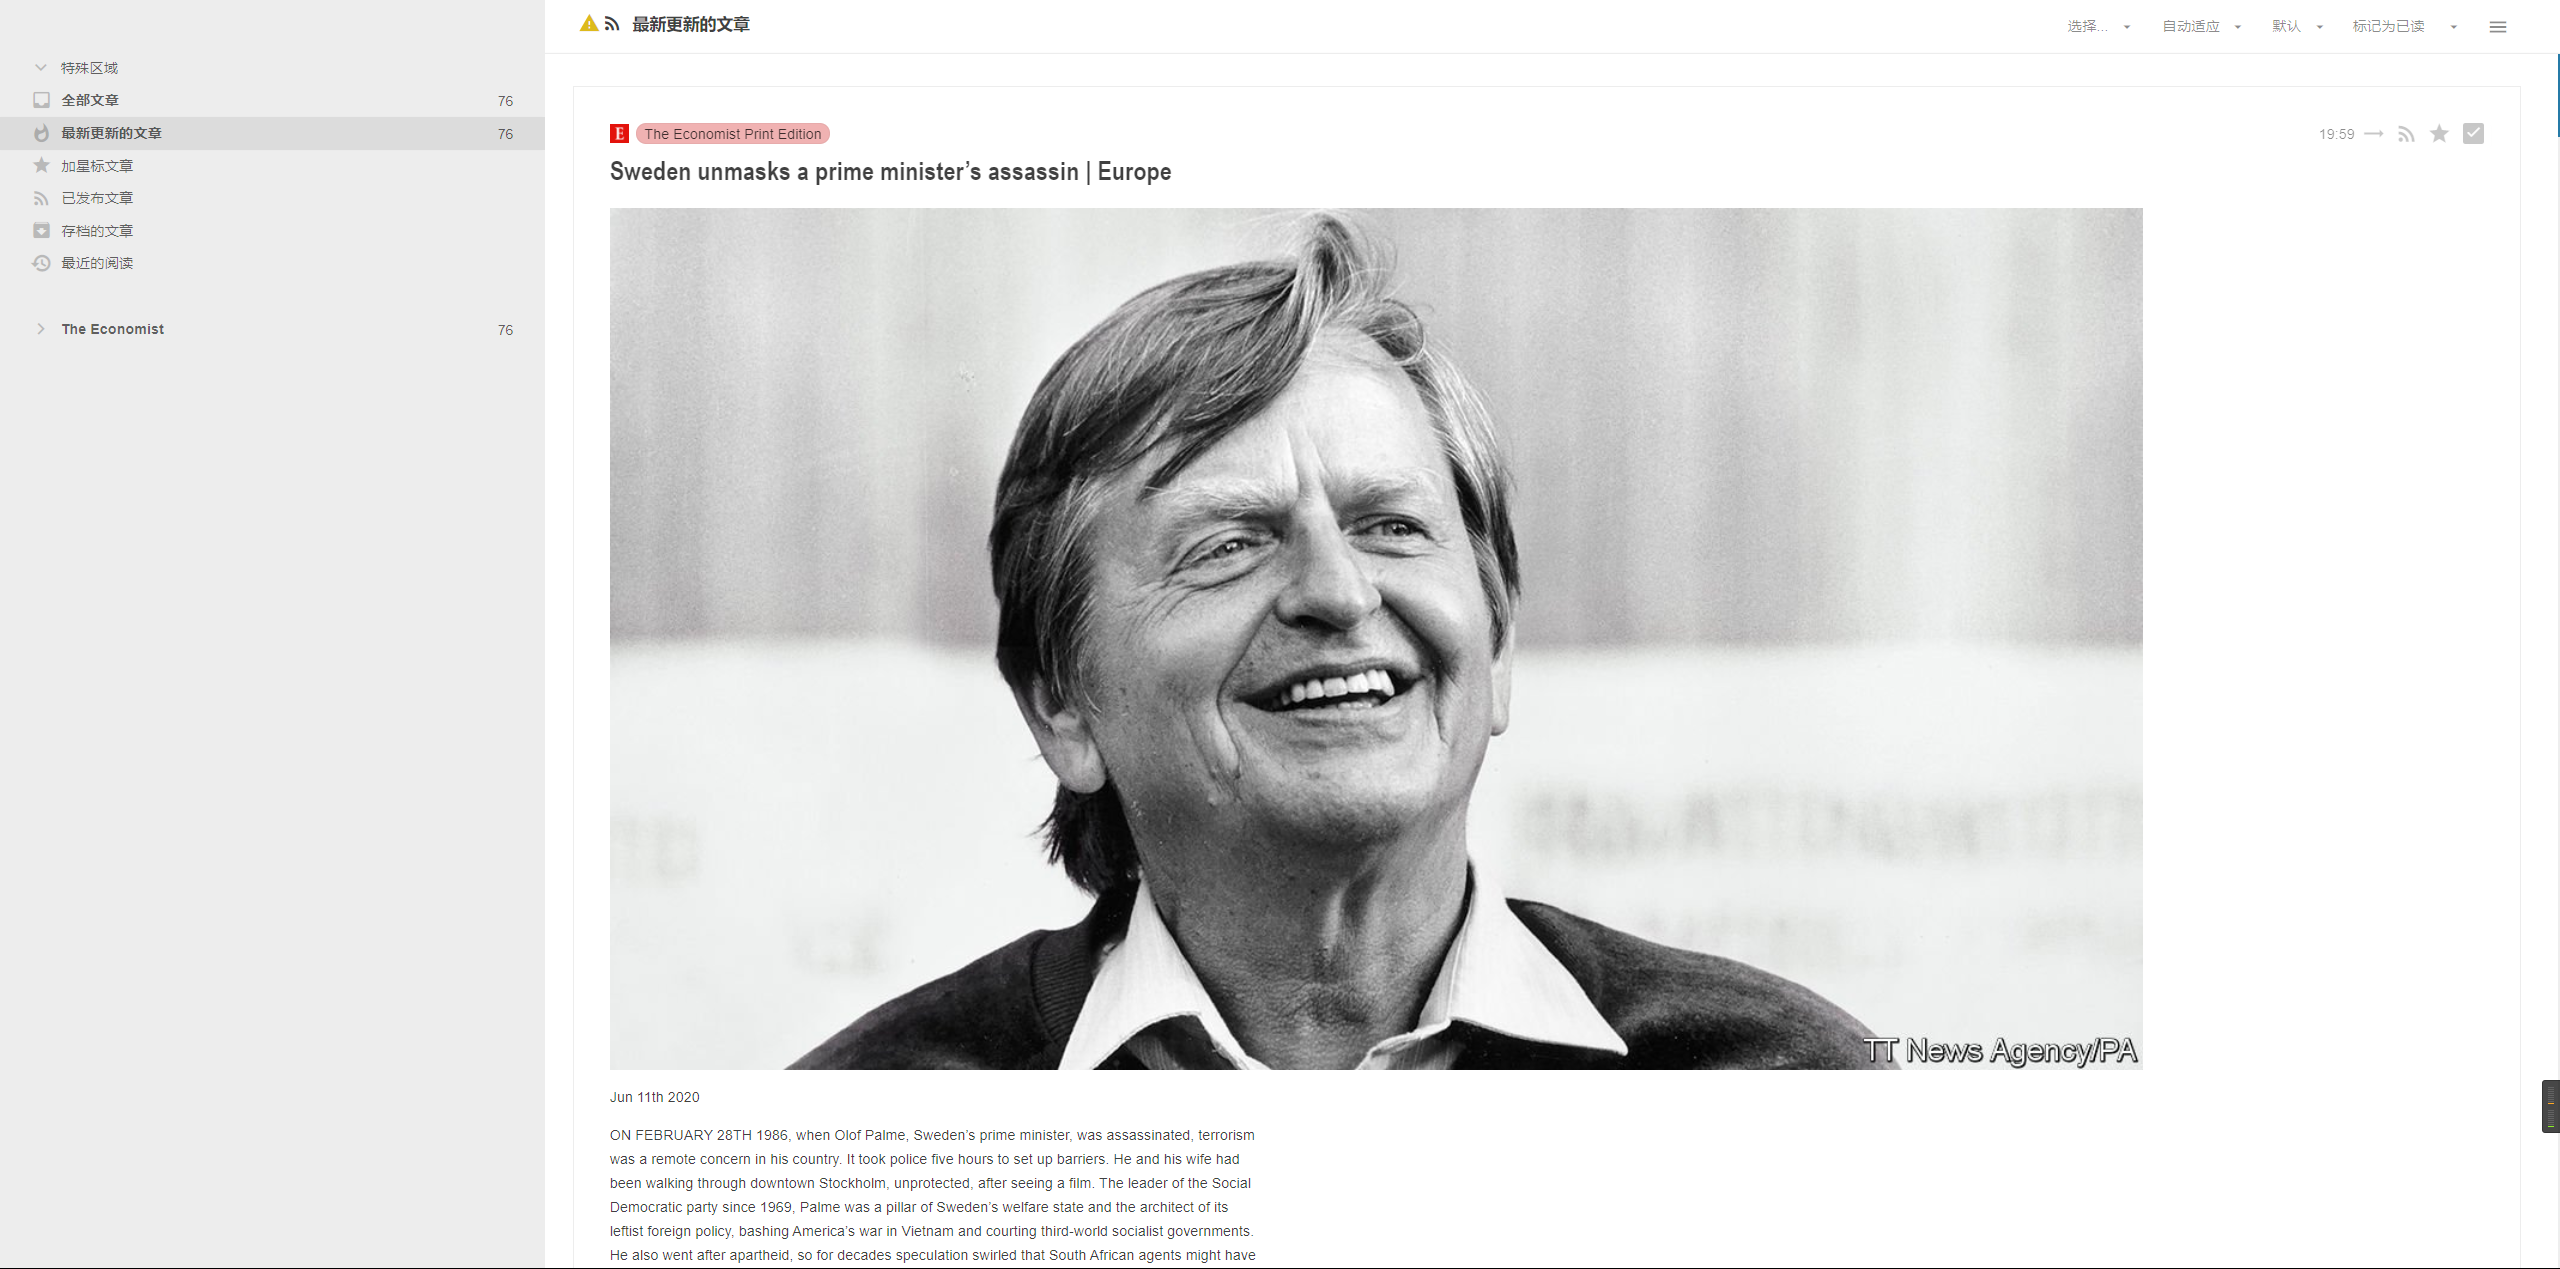 最新更新的文章
选择...
自动适应
默认
标记为已读
特殊区域
全部文章 76
最新更新的文章 76
加星标文章
已发布文章
存档的文章
最近的阅读
The Economist 76
E The Economist Print Edition
19:59
Sweden unmasks a prime minister’s assassin | Europe
TT News Agency/PA
Jun 11th 2020
ON FEBRUARY 28TH 1986, when Olof Palme, Sweden’s prime minister, was assassinated, terrorism
was a remote concern in his country. It took police five hours to set up barriers. He and his wife had
been walking through downtown Stockholm, unprotected, after seeing a film. The leader of the Social
Democratic party since 1969, Palme was a pillar of Sweden’s welfare state and the architect of its
leftist foreign policy, bashing America’s war in Vietnam and courting third-world socialist governments.
He also went after apartheid, so for decades speculation swirled that South African agents might have